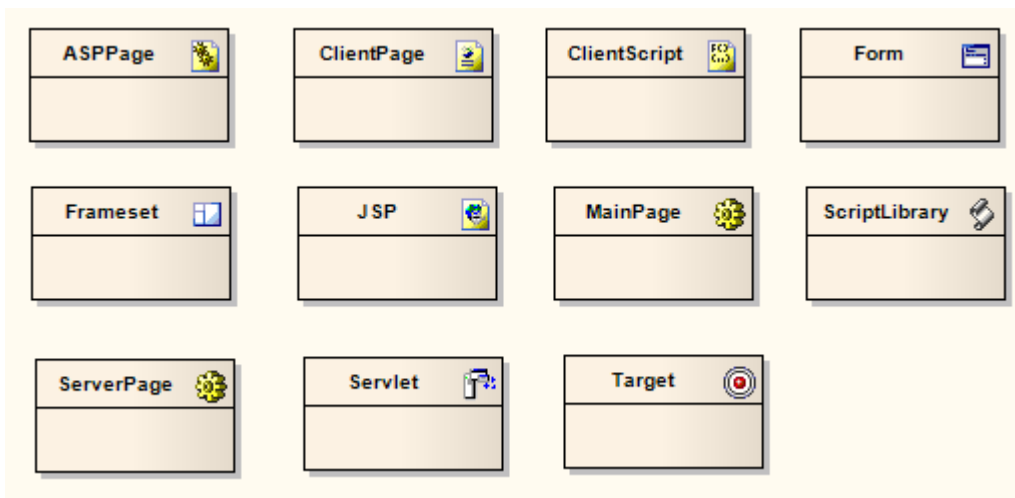 ASPPage ClientPage ClientScript Form
Frameset JSP MainPage ScriptLibrary
ServerPage Servlet Target